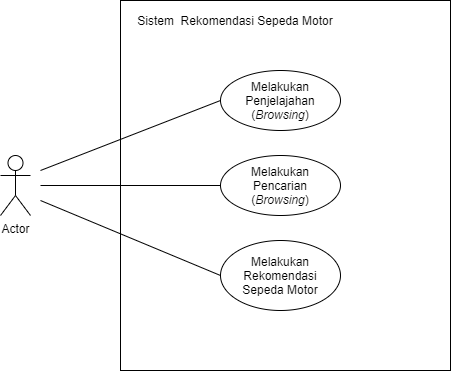 Sistem  Rekomendasi Sepeda Motor
Melakukan
Penjelajahan
(Browsing)
Melakukan
Pencarian
(Browsing)
Actor
Melakukan
Rekomendasi
Sepeda Motor